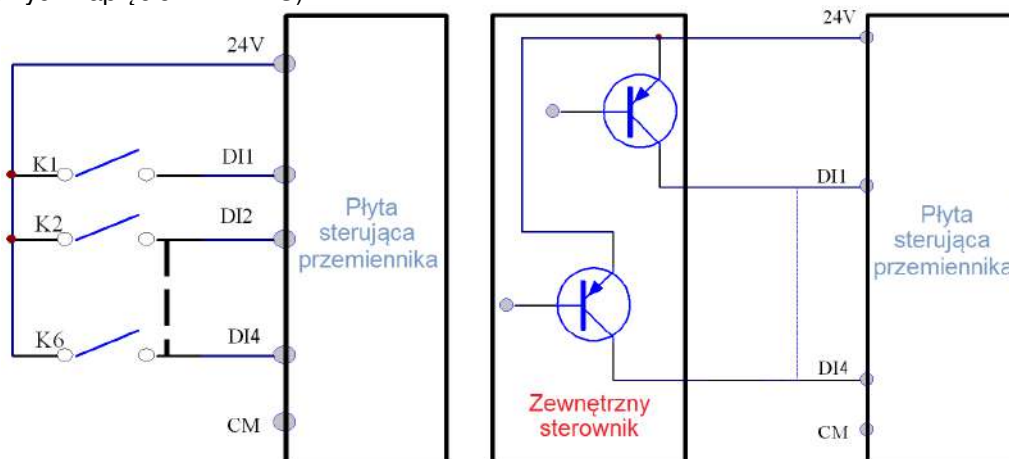 24V
K1
DI1
K2
DI2
K6
DI4
CM
Płyta
sterująca
przemiennika
24V
DI1
DI4
CM
Zewnętrzny
sterownik
Płyta
sterująca
przemiennika